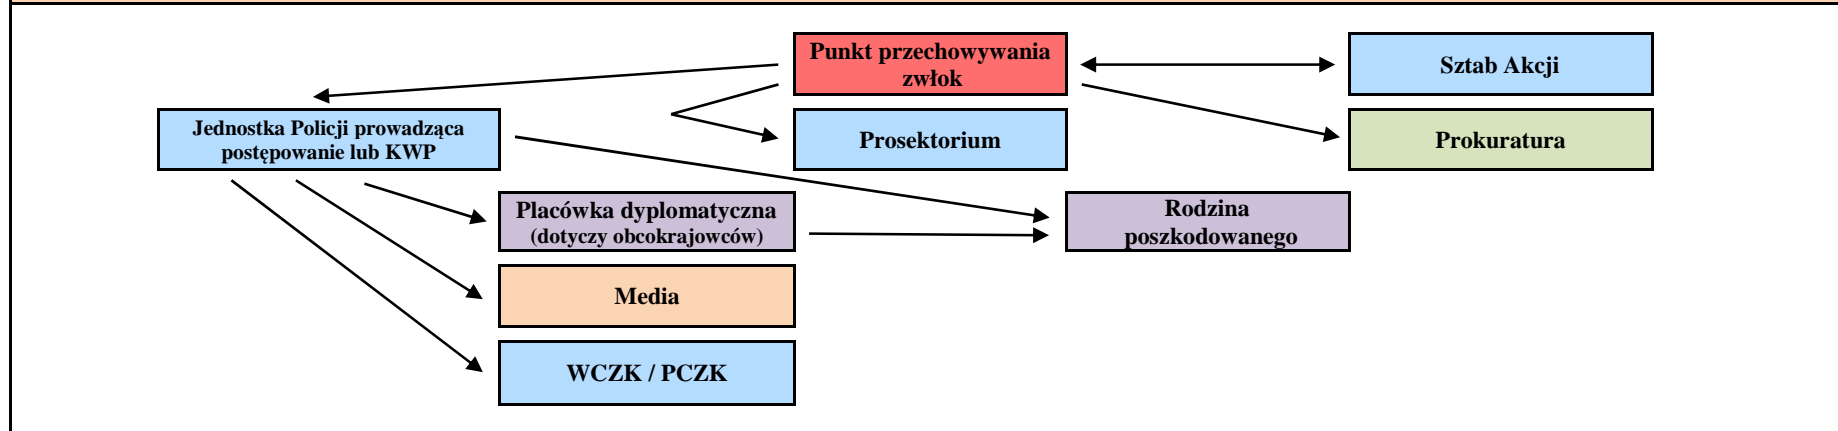 Punkt przechowywania
zwłok
Sztab Akcji
Jednostka Policji prowadząca
postępowanie lub KWP
Prosektorium
Prokuratura
Placówka dyplomatyczna
(dotyczy obcokrajowców)
Rodzina
poszkodowanego
Media
WCZK / PCZK